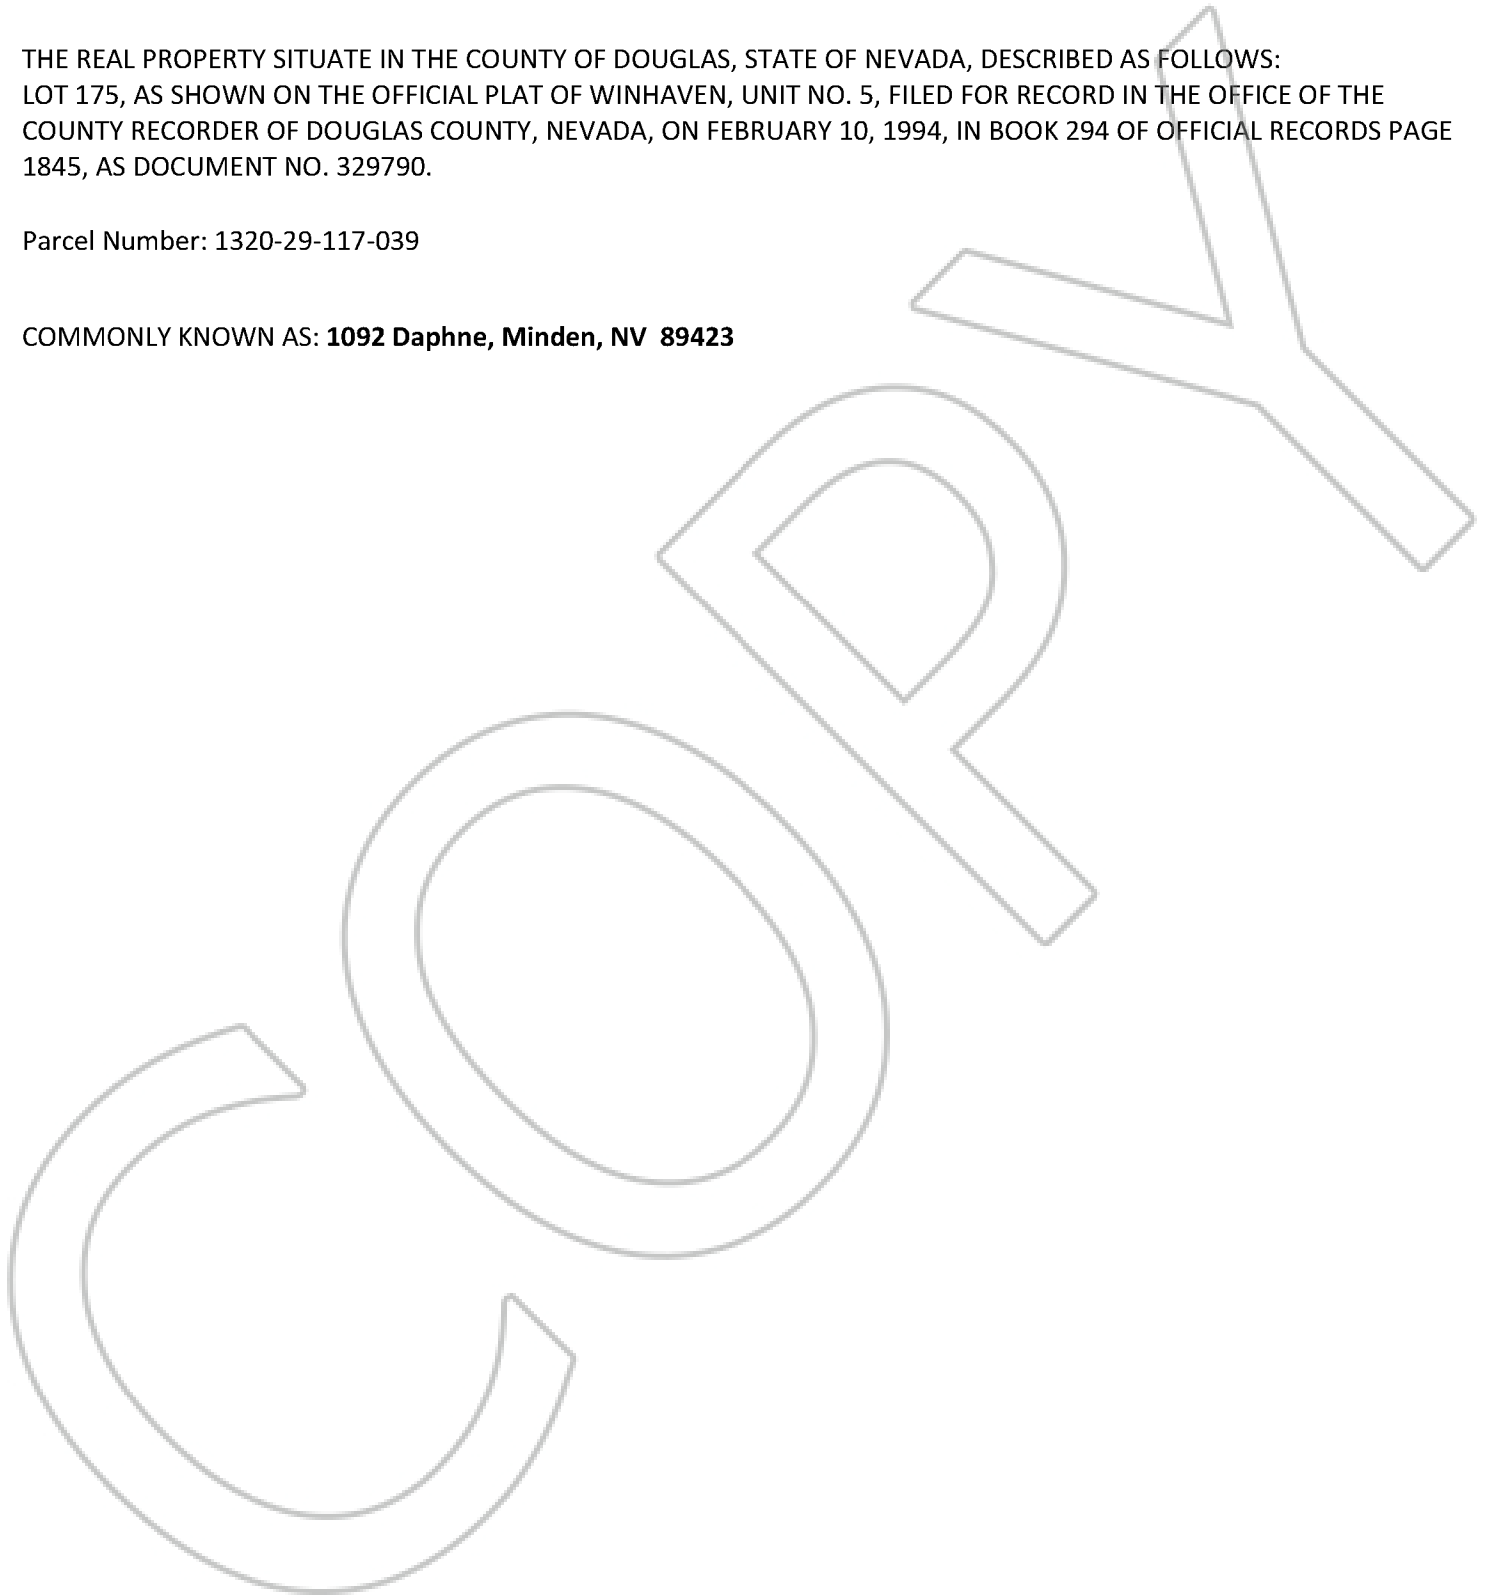 THE REAL PROPERTY SITUATE IN THE COUNTY OF DOUGLAS, STATE OF NEVADA, DESCRIBED AS FOLLOWS:
LOT 175, AS SHOWN ON THE OFFICIAL PLAT OF WINHAVEN, UNIT NO. 5, FILED FOR RECORD IN THE OFFICE OF THE
COUNTY RECORDER OF DOUGLAS COUNTY, NEVADA, ON FEBRUARY 10, 1994, IN BOOK 294 OF OFFICIAL RECORDS PAGE
1845, AS DOCUMENT NO. 329790.
Parcel Number: 1320-29-117-039
COMMONLY KNOWN AS: 1092 Daphne, Minden, NV  89423
COPY